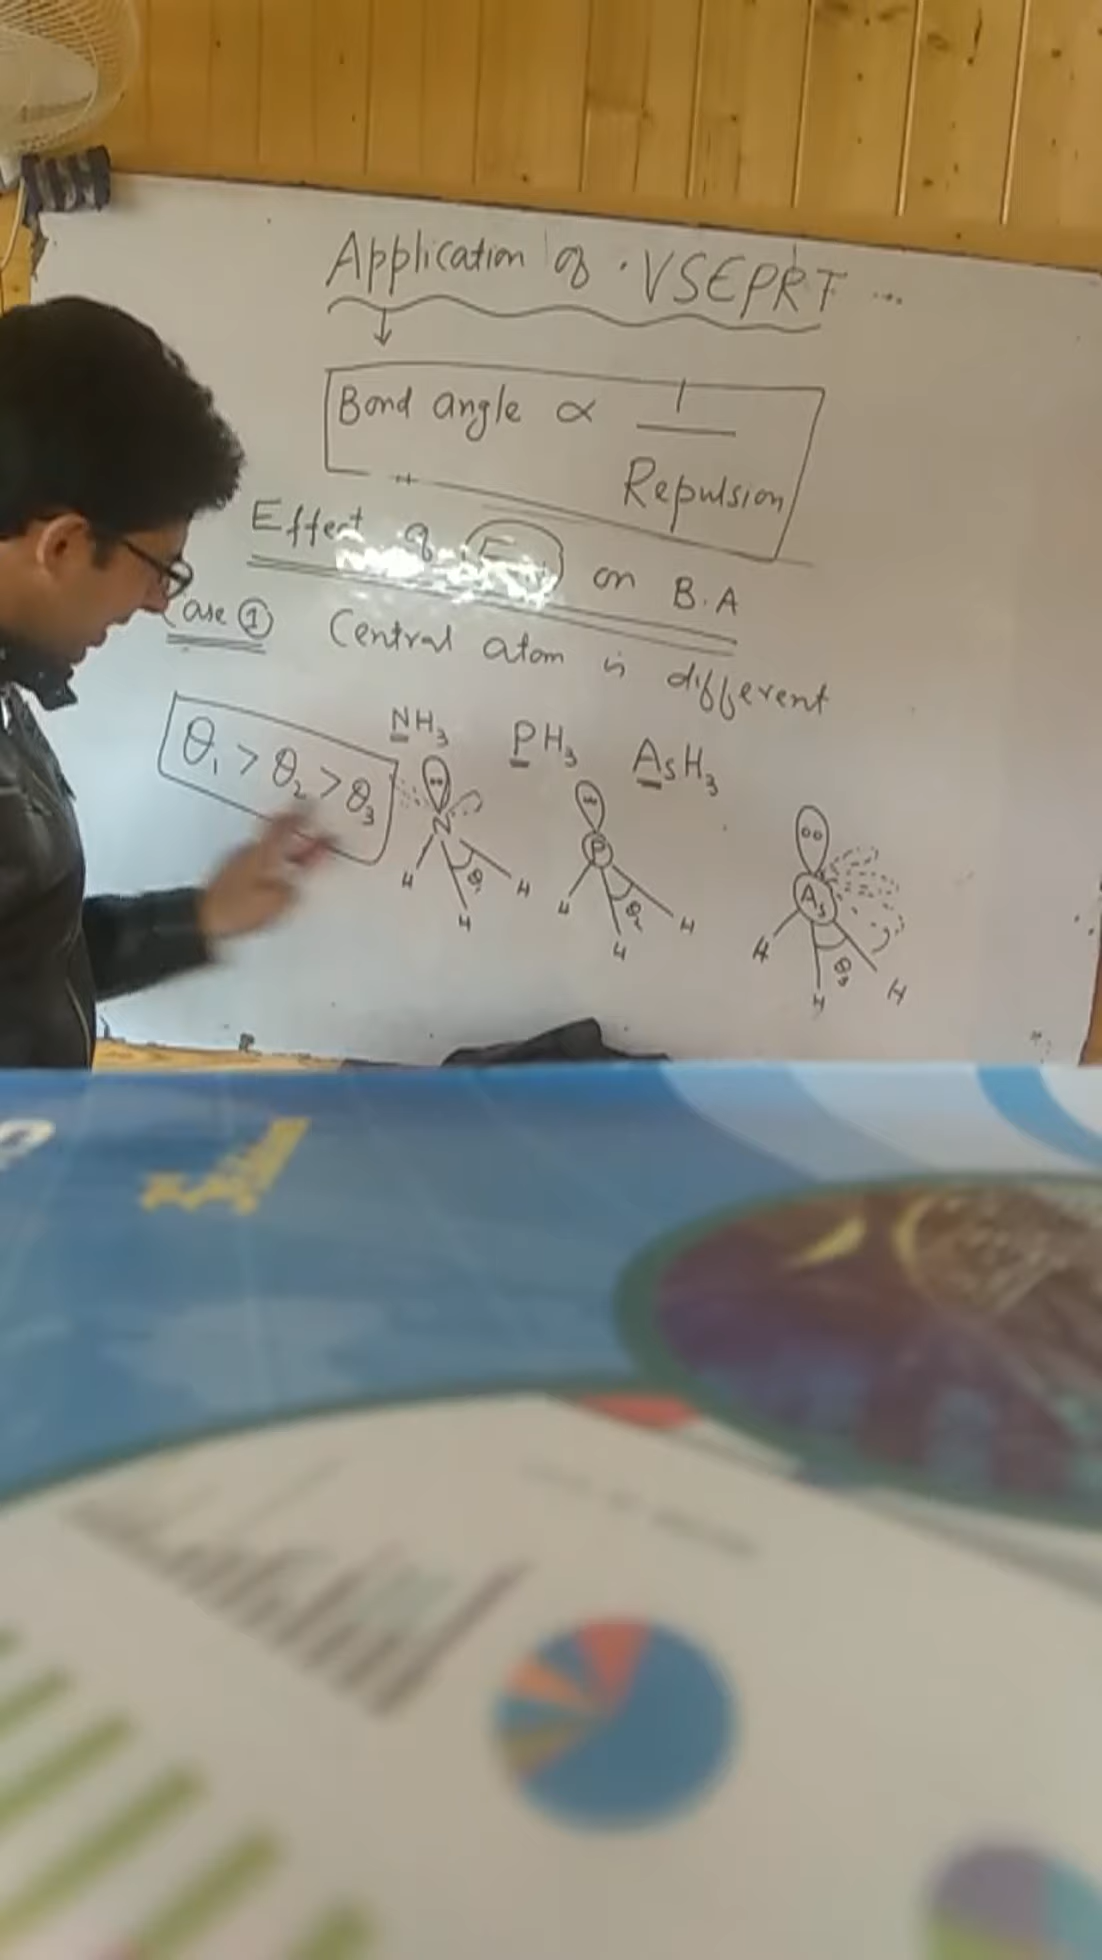 Application of VSEPRT ...
Bond angle ∝ 1
Repulsion
Effect of on B.A
Case ① Central atom is different
θ₁ > θ₂ > θ₃
NH₃ PH₃ AsH₃
N
H
H
H
θ₁
P
H
H
H
θ₂
As
H
H
H
θ₃